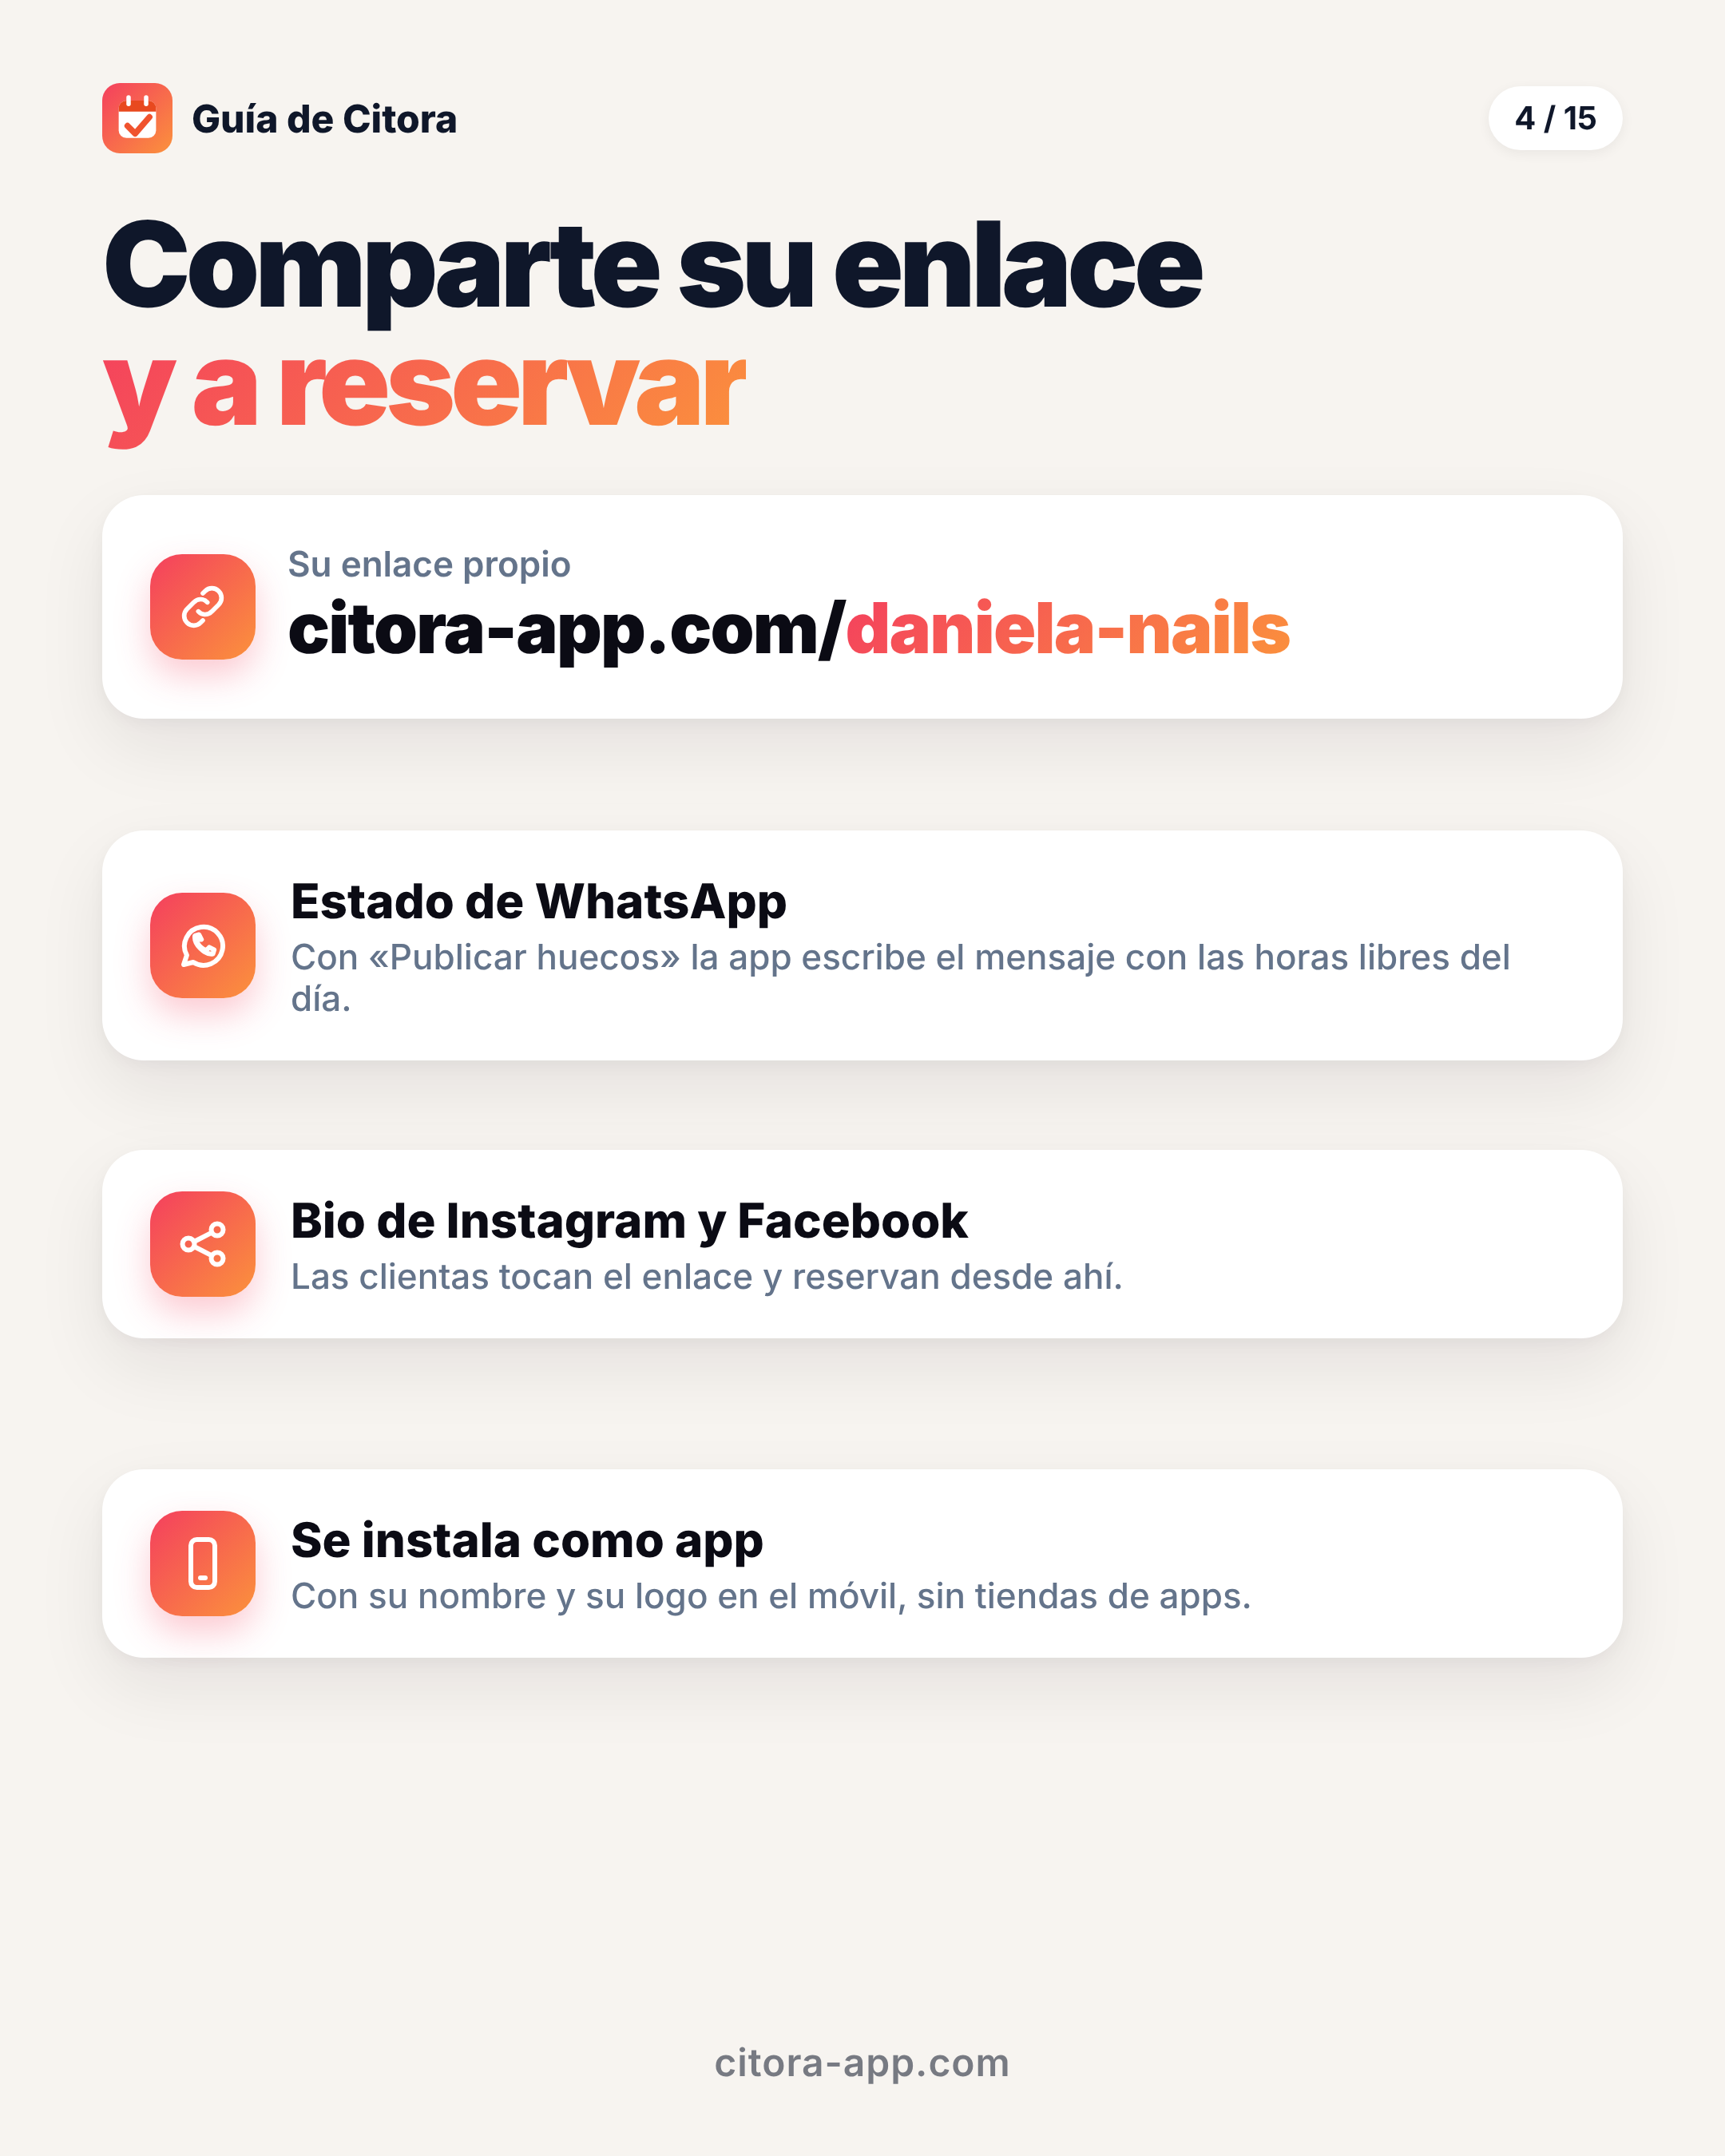 Guía de Citora
4 / 15
Comparte su enlace
y a reservar
Su enlace propio
citora-app.com/daniela-nails
Estado de WhatsApp
Con «Publicar huecos» la app escribe el mensaje con las horas libres del
día.
Bio de Instagram y Facebook
Las clientas tocan el enlace y reservan desde ahí.
Se instala como app
Con su nombre y su logo en el móvil, sin tiendas de apps.
citora-app.com